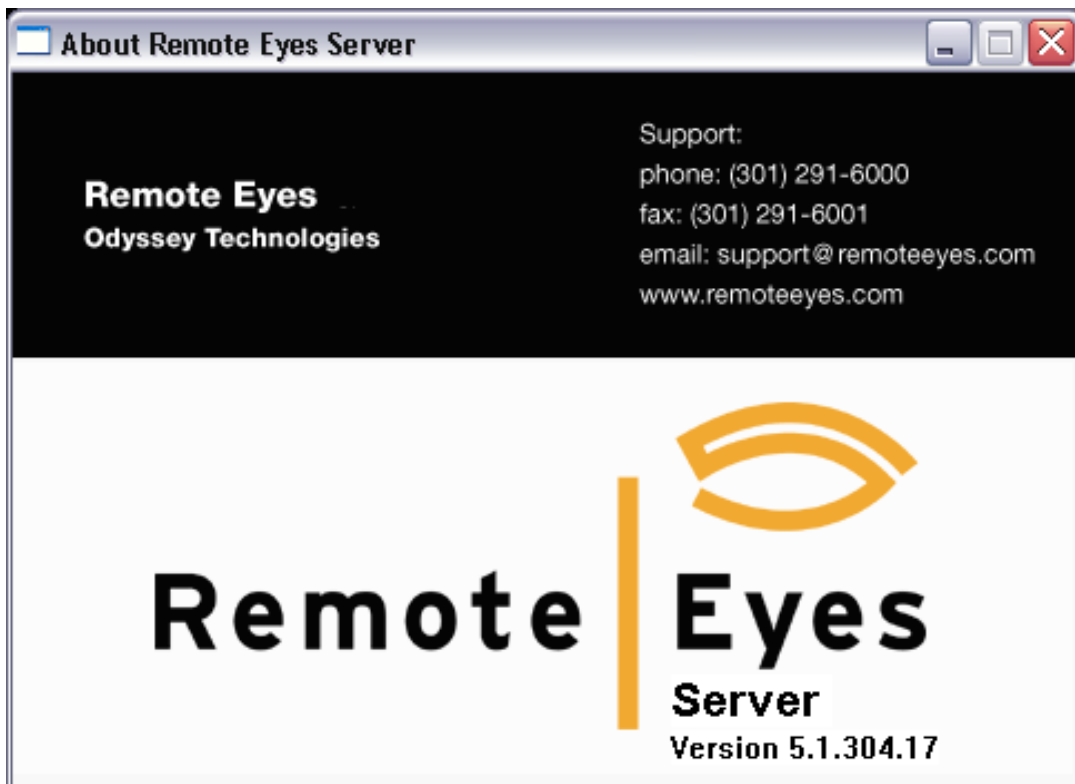 About Remote Eyes Server
Remote Eyes
Odyssey Technologies
Support:
phone: (301) 291-6000
fax: (301) 291-6001
email: support@remoteeyes.com
www.remoteeyes.com
Remote Eyes
Server
Version 5.1.304.17